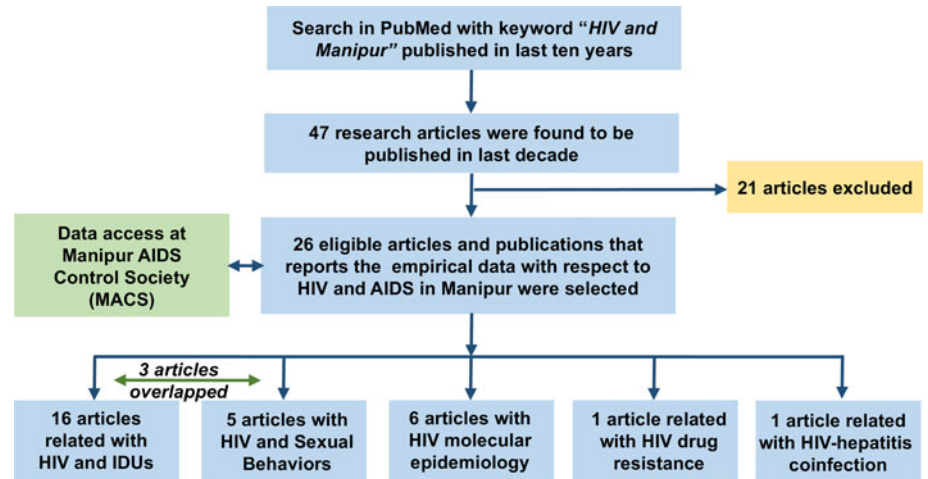 Search in PubMed with keyword “HIV and
Manipur” published in last ten years
47 research articles were found to be
published in last decade
21 articles excluded
Data access at
Manipur AIDS
Control Society
(MACS)
26 eligible articles and publications that
reports the empirical data with respect to
HIV and AIDS in Manipur were selected
3 articles
overlapped
16 articles
related with
HIV and IDUs
5 articles with
HIV and Sexual
Behaviors
6 articles with
HIV molecular
epidemiology
1 article related
with HIV drug
resistance
1 article related
with HIV-hepatitis
coinfection